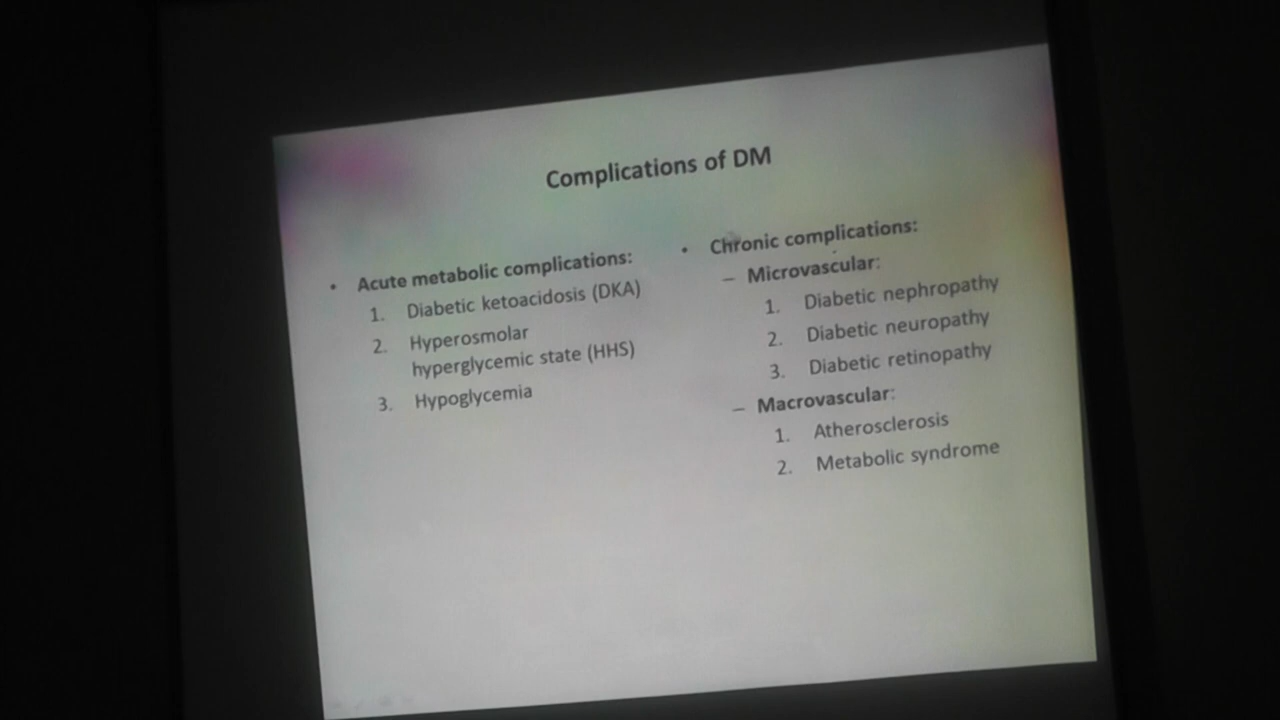 Complications of DM
• Acute metabolic complications:
1. Diabetic ketoacidosis (DKA)
2. Hyperosmolar
hyperglycemic state (HHS)
3. Hypoglycemia
• Chronic complications:
– Microvascular:
1. Diabetic nephropathy
2. Diabetic neuropathy
3. Diabetic retinopathy
– Macrovascular:
1. Atherosclerosis
2. Metabolic syndrome